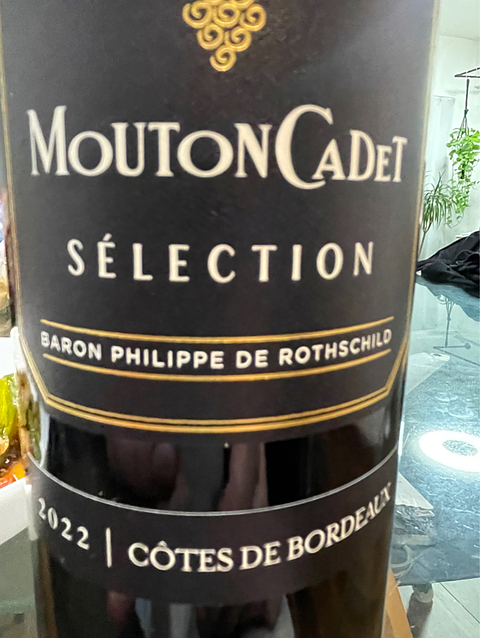 MOUTON CADET
SÉLECTION
BARON PHILIPPE DE ROTHSCHILD
2022 | CÔTES DE BORDEAUX